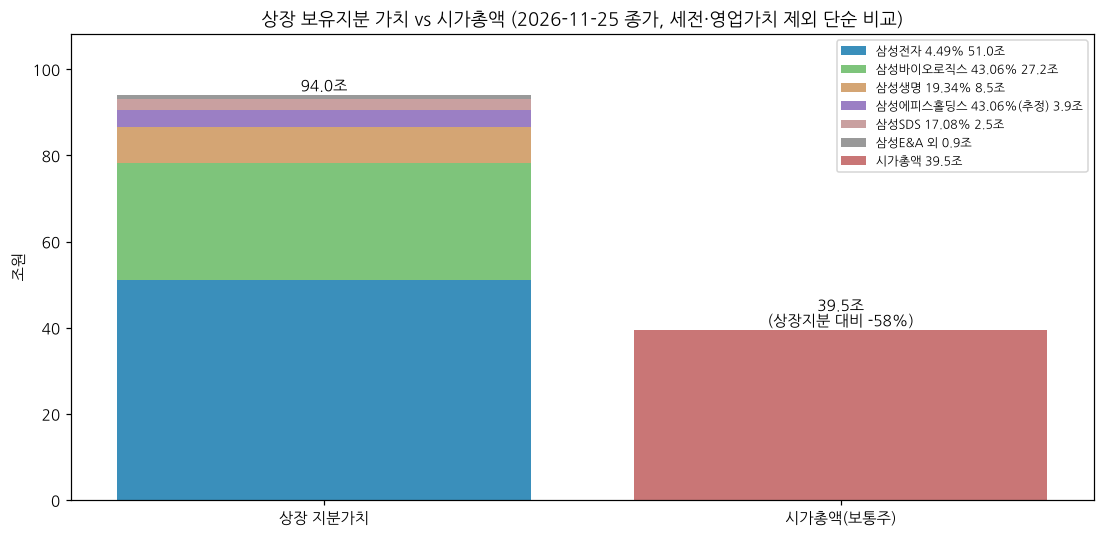 상장 보유지분 가치 vs 시가총액 (2026-11-25 종가, 세전·영업가치 제외 단순 비교)
조원
100
80
60
40
20
0
94.0조
39.5조
(상장지분 대비 -58%)
삼성전자 4.49% 51.0조
삼성바이오로직스 43.06% 27.2조
삼성생명 19.34% 8.5조
삼성에피스홀딩스 43.06%(추정) 3.9조
삼성SDS 17.08% 2.5조
삼성E&A 외 0.9조
시가총액 39.5조
상장 지분가치
시가총액(보통주)